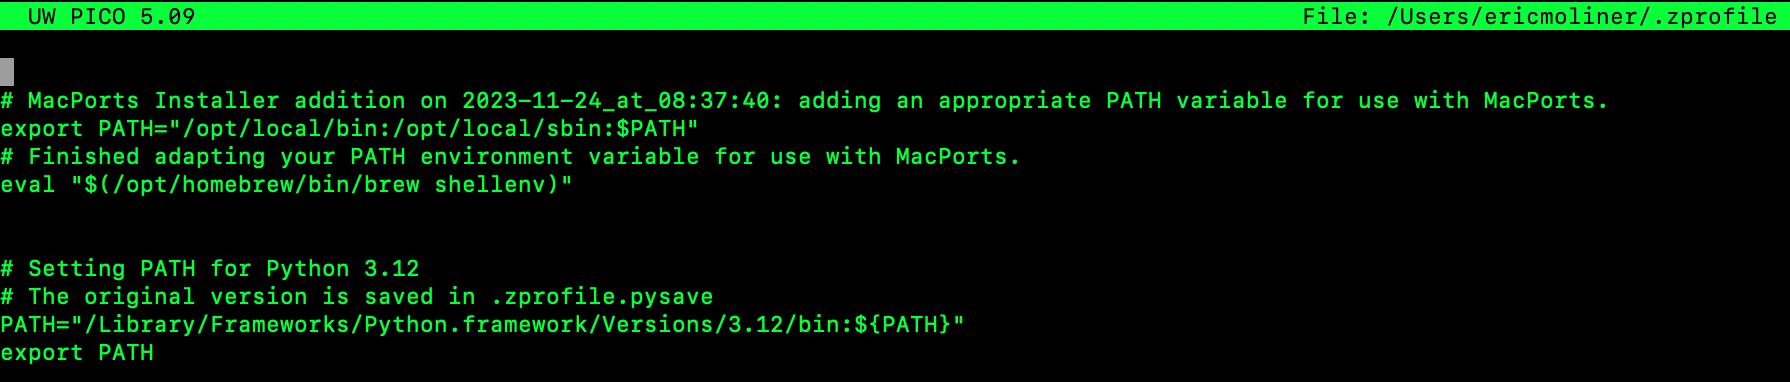 UW PICO 5.09 File: /Users/ericmoliner/.zprofile
# MacPorts Installer addition on 2023-11-24_at_08:37:40: adding an appropriate PATH variable for use with MacPorts.
export PATH="/opt/local/bin:/opt/local/sbin:$PATH"
# Finished adapting your PATH environment variable for use with MacPorts.
eval "$(/opt/homebrew/bin/brew shellenv)"
# Setting PATH for Python 3.12
# The original version is saved in .zprofile.pysave
PATH="/Library/Frameworks/Python.framework/Versions/3.12/bin:${PATH}"
export PATH